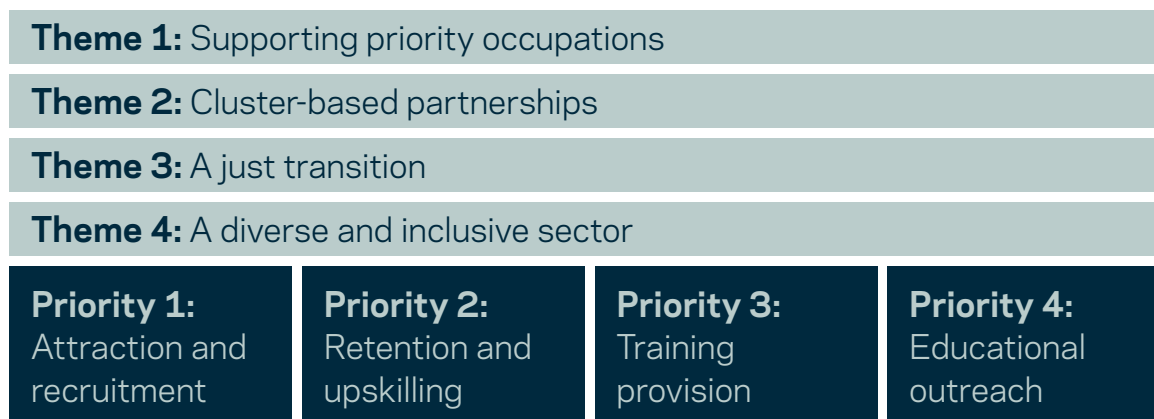 Theme 1: Supporting priority occupations
Theme 2: Cluster-based partnerships
Theme 3: A just transition
Theme 4: A diverse and inclusive sector
Priority 1:
Attraction and
recruitment
Priority 2:
Retention and
upskilling
Priority 3:
Training
provision
Priority 4:
Educational
outreach